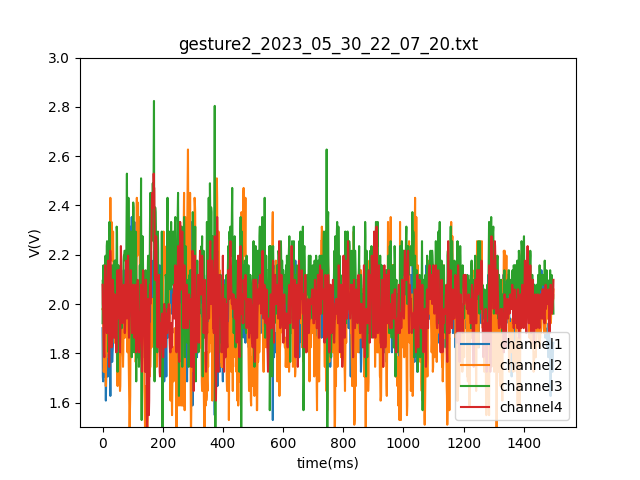 gesture2_2023_05_30_22_07_20.txt
3.0
2.8
2.6
2.4
2.2
2.0
1.8
1.6
V(V)
channel1
channel2
channel3
channel4
0 200 400 600 800 1000 1200 1400
time(ms)